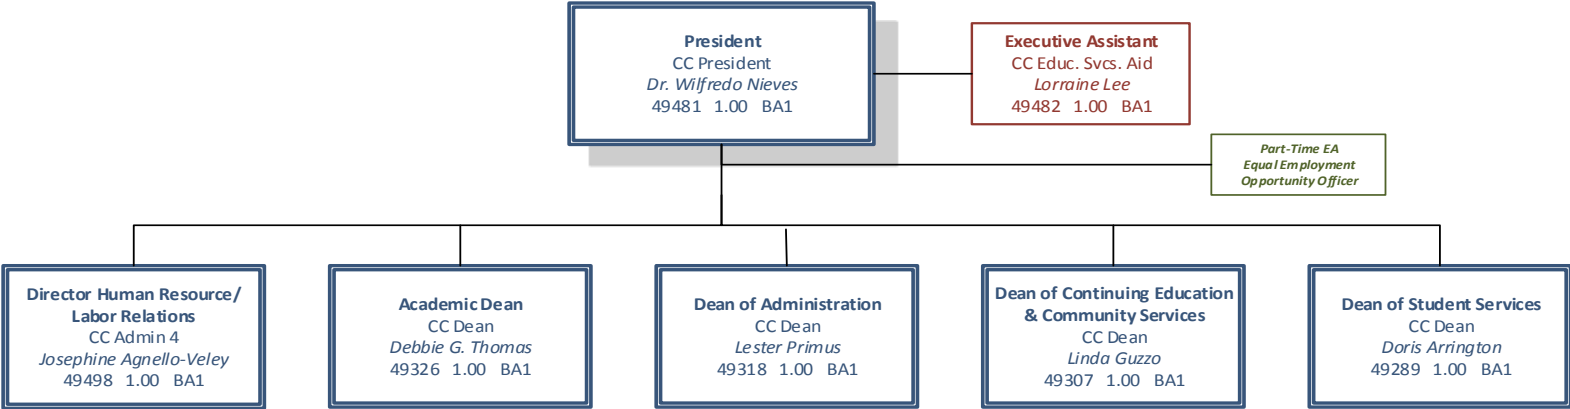 President
CC President
Dr. Wilfredo Nieves
49481 1.00 BA1
Executive Assistant
CC Educ. Svcs. Aid
Lorraine Lee
49482 1.00 BA1
Part-Time EA
Equal Employment
Opportunity Officer
Director Human Resource/
Labor Relations
CC Admin 4
Josephine Agnello-Veley
49498 1.00 BA1
Academic Dean
CC Dean
Debbie G. Thomas
49326 1.00 BA1
Dean of Administration
CC Dean
Lester Primus
49318 1.00 BA1
Dean of Continuing Education
& Community Services
CC Dean
Linda Guzzo
49307 1.00 BA1
Dean of Student Services
CC Dean
Doris Arrington
49289 1.00 BA1